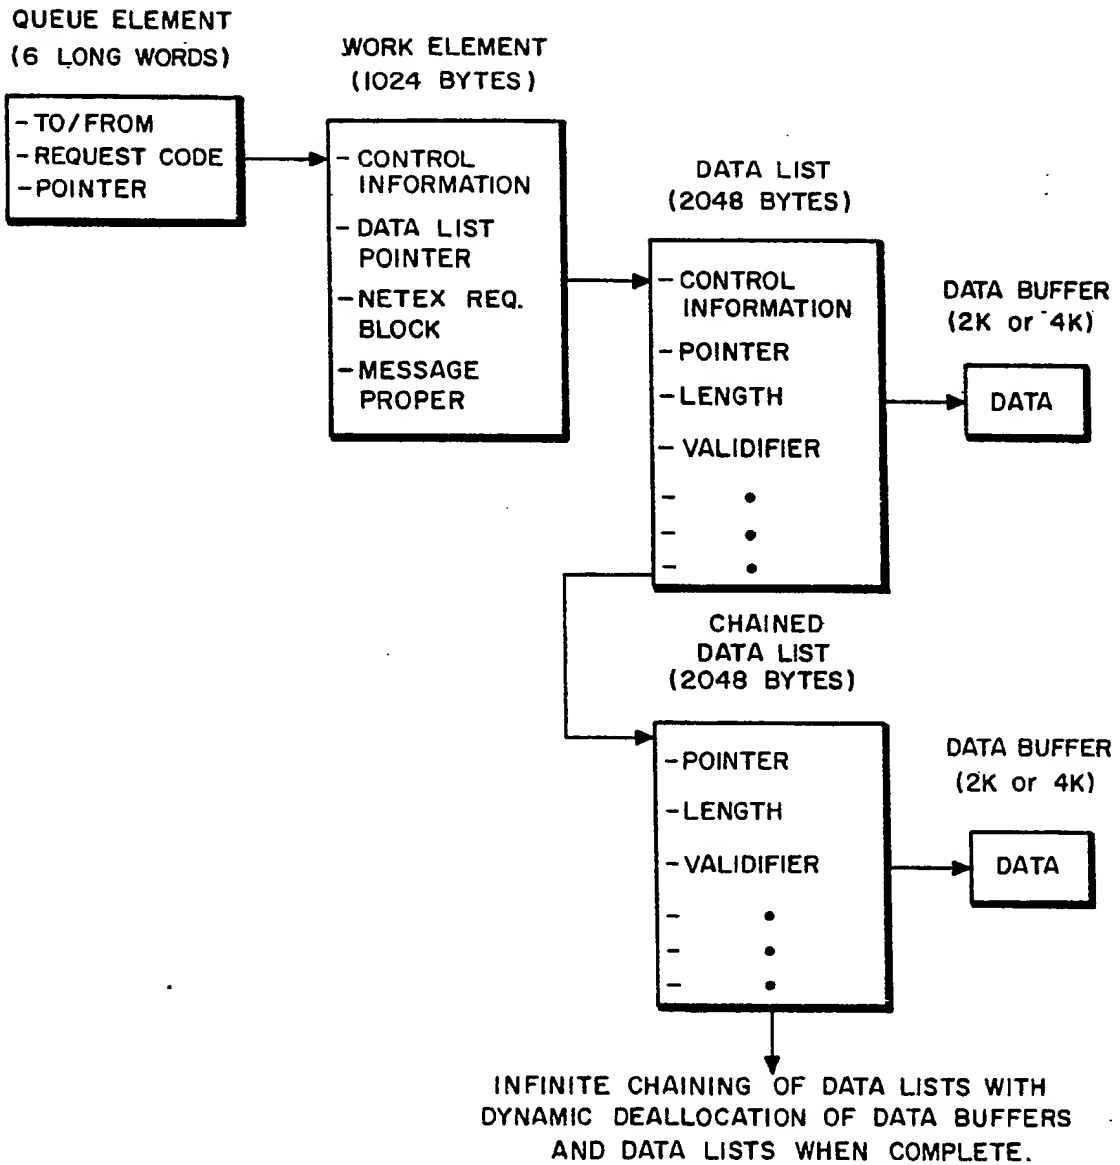 QUEUE ELEMENT
(6 LONG WORDS)
- TO/FROM
- REQUEST CODE
- POINTER
WORK ELEMENT
(1024 BYTES)
- CONTROL
INFORMATION
- DATA LIST
POINTER
- NETEX REQ.
BLOCK
- MESSAGE
PROPER
DATA LIST
(2048 BYTES)
- CONTROL
INFORMATION
- POINTER
- LENGTH
- VALIDIFIER
- •
- •
- •
DATA BUFFER
(2K or 4K)
DATA
CHAINED
DATA LIST
(2048 BYTES)
- POINTER
- LENGTH
- VALIDIFIER
- •
- •
- •
DATA BUFFER
(2K or 4K)
DATA
INFINITE CHAINING OF DATA LISTS WITH
DYNAMIC DEALLOCATION OF DATA BUFFERS
AND DATA LISTS WHEN COMPLETE.